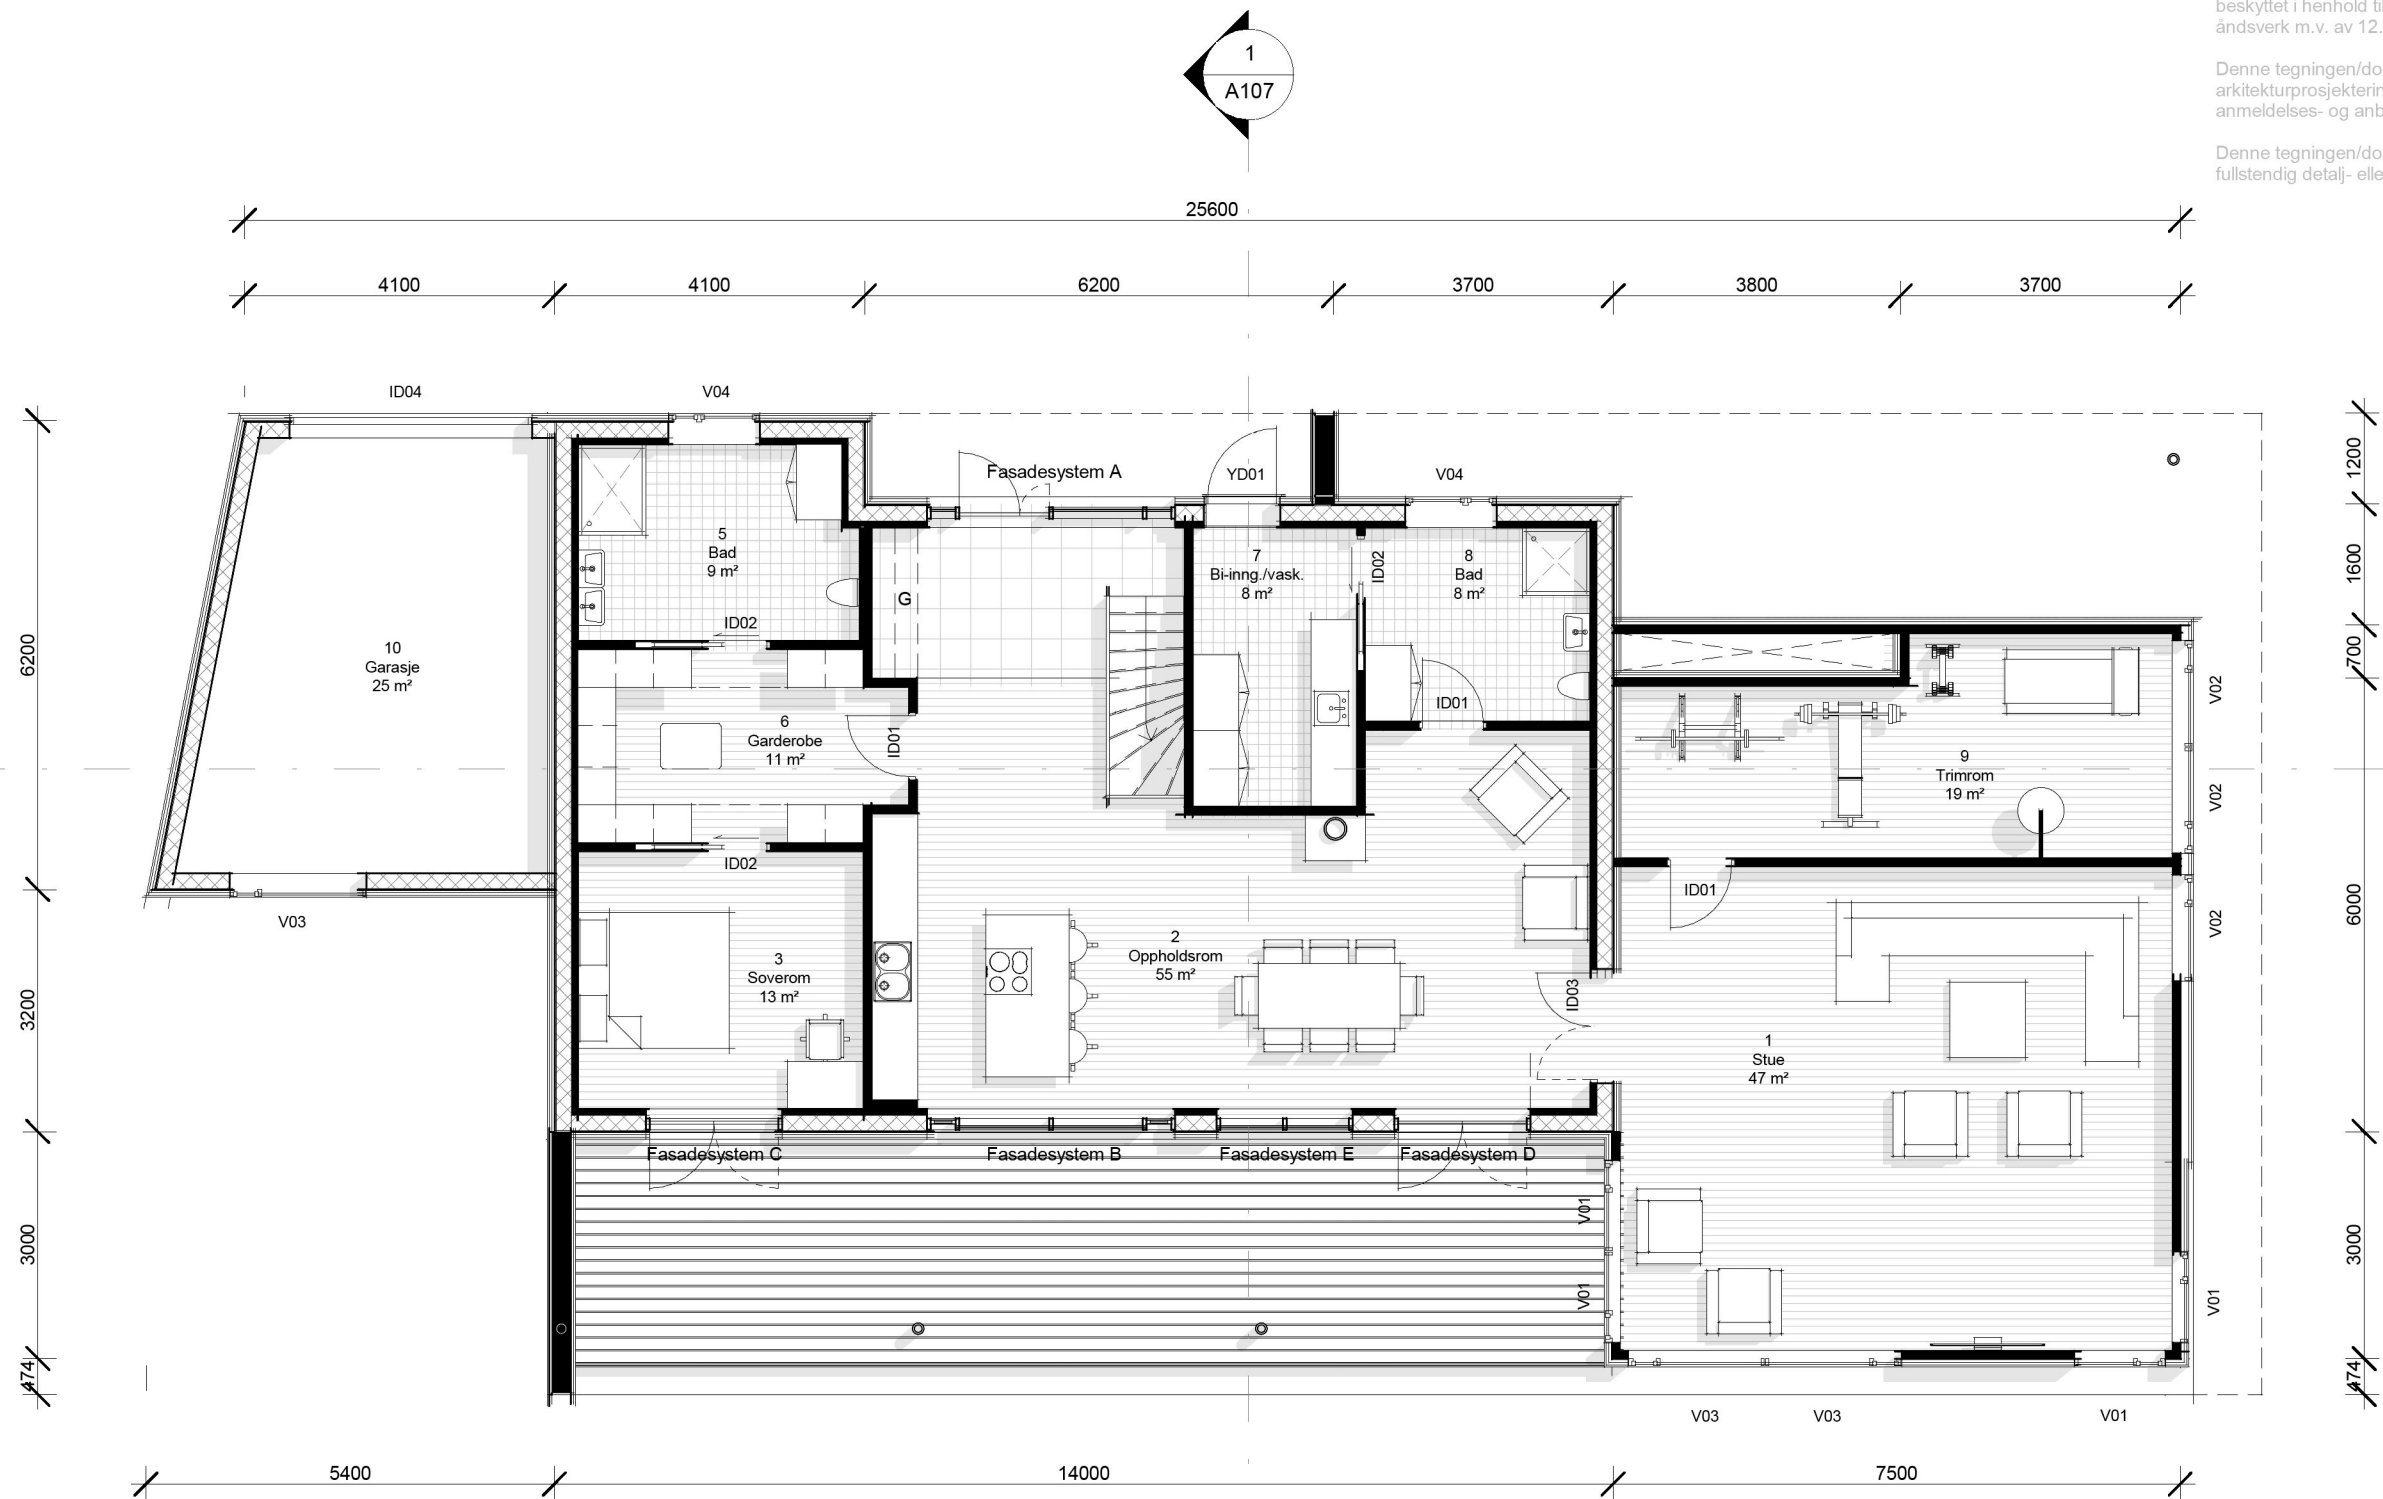 beskyttet i henhold til
åndsverk m.v. av 12.
Denne tegningen/do
arkitekturprosjekterin
anmeldelses- og anb
Denne tegningen/do
fullstendig detalj- elle
1
A107
25600
4100
4100
6200
3700
3800
3700
ID04
V04
Fasadesystem A
YD01
V04
1200
1600
700
6000
3000
474
6200
3200
3000
474
5
Bad
9 m²
ID02
G
7
Bi-inng./vask.
8 m²
ID02
8
Bad
8 m²
ID01
10
Garasje
25 m²
6
Garderobe
11 m²
ID01
ID02
9
Trimrom
19 m²
V02
V02
V02
ID01
V03
3
Soverom
13 m²
2
Oppholdsrom
55 m²
ID03
1
Stue
47 m²
Fasadesystem C
Fasadesystem B
Fasadesystem E
Fasadesystem D
V01
V01
V01
V03
V03
V01
5400
14000
7500